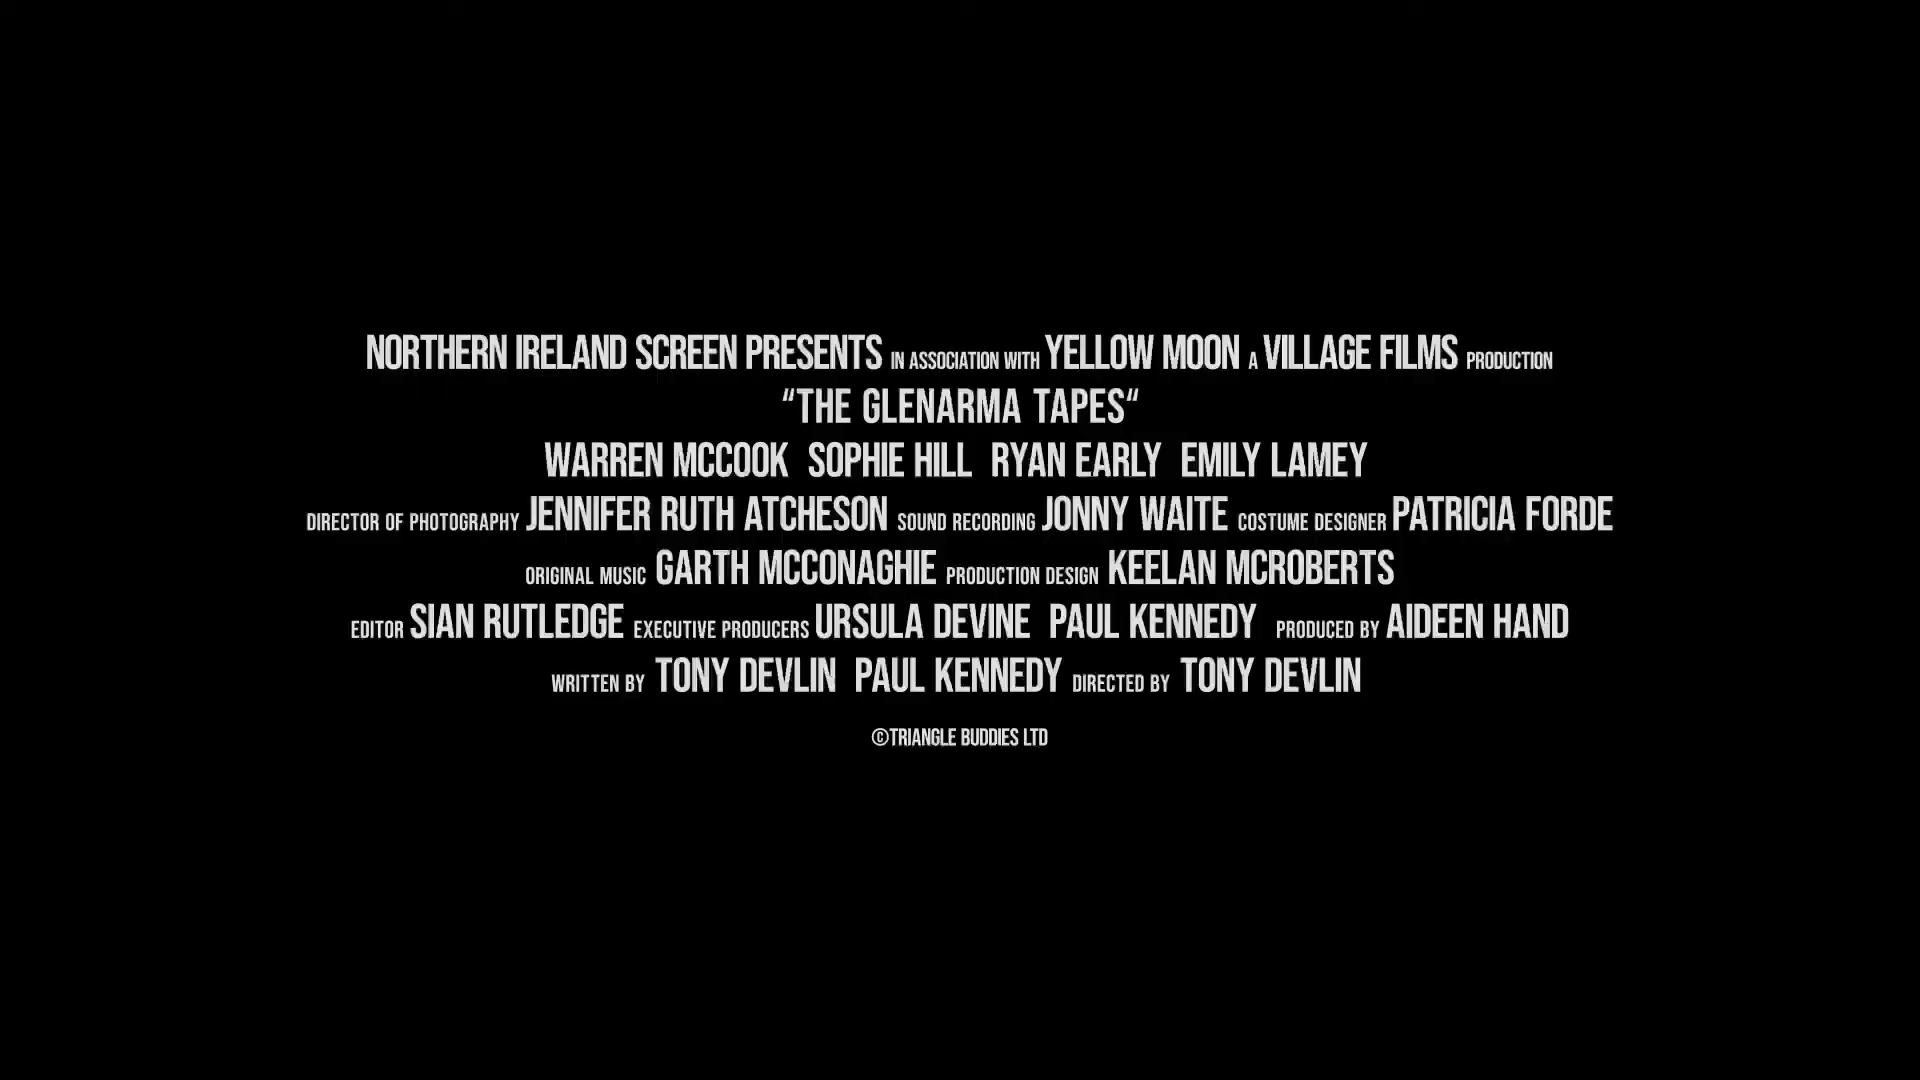 NORTHERN IRELAND SCREEN PRESENTS IN ASSOCIATION WITH YELLOW MOON A VILLAGE FILMS PRODUCTION
“THE GLENARMA TAPES“
WARREN MCCOOK SOPHIE HILL RYAN EARLY EMILY LAMEY
DIRECTOR OF PHOTOGRAPHY JENNIFER RUTH ATCHESON SOUND RECORDING JONNY WAITE COSTUME DESIGNER PATRICIA FORDE
ORIGINAL MUSIC GARTH MCCONAGHIE PRODUCTION DESIGN KEELAN MCROBERTS
EDITOR SIAN RUTLEDGE EXECUTIVE PRODUCERS URSULA DEVINE PAUL KENNEDY PRODUCED BY AIDEEN HAND
WRITTEN BY TONY DEVLIN PAUL KENNEDY DIRECTED BY TONY DEVLIN
©TRIANGLE BUDDIES LTD